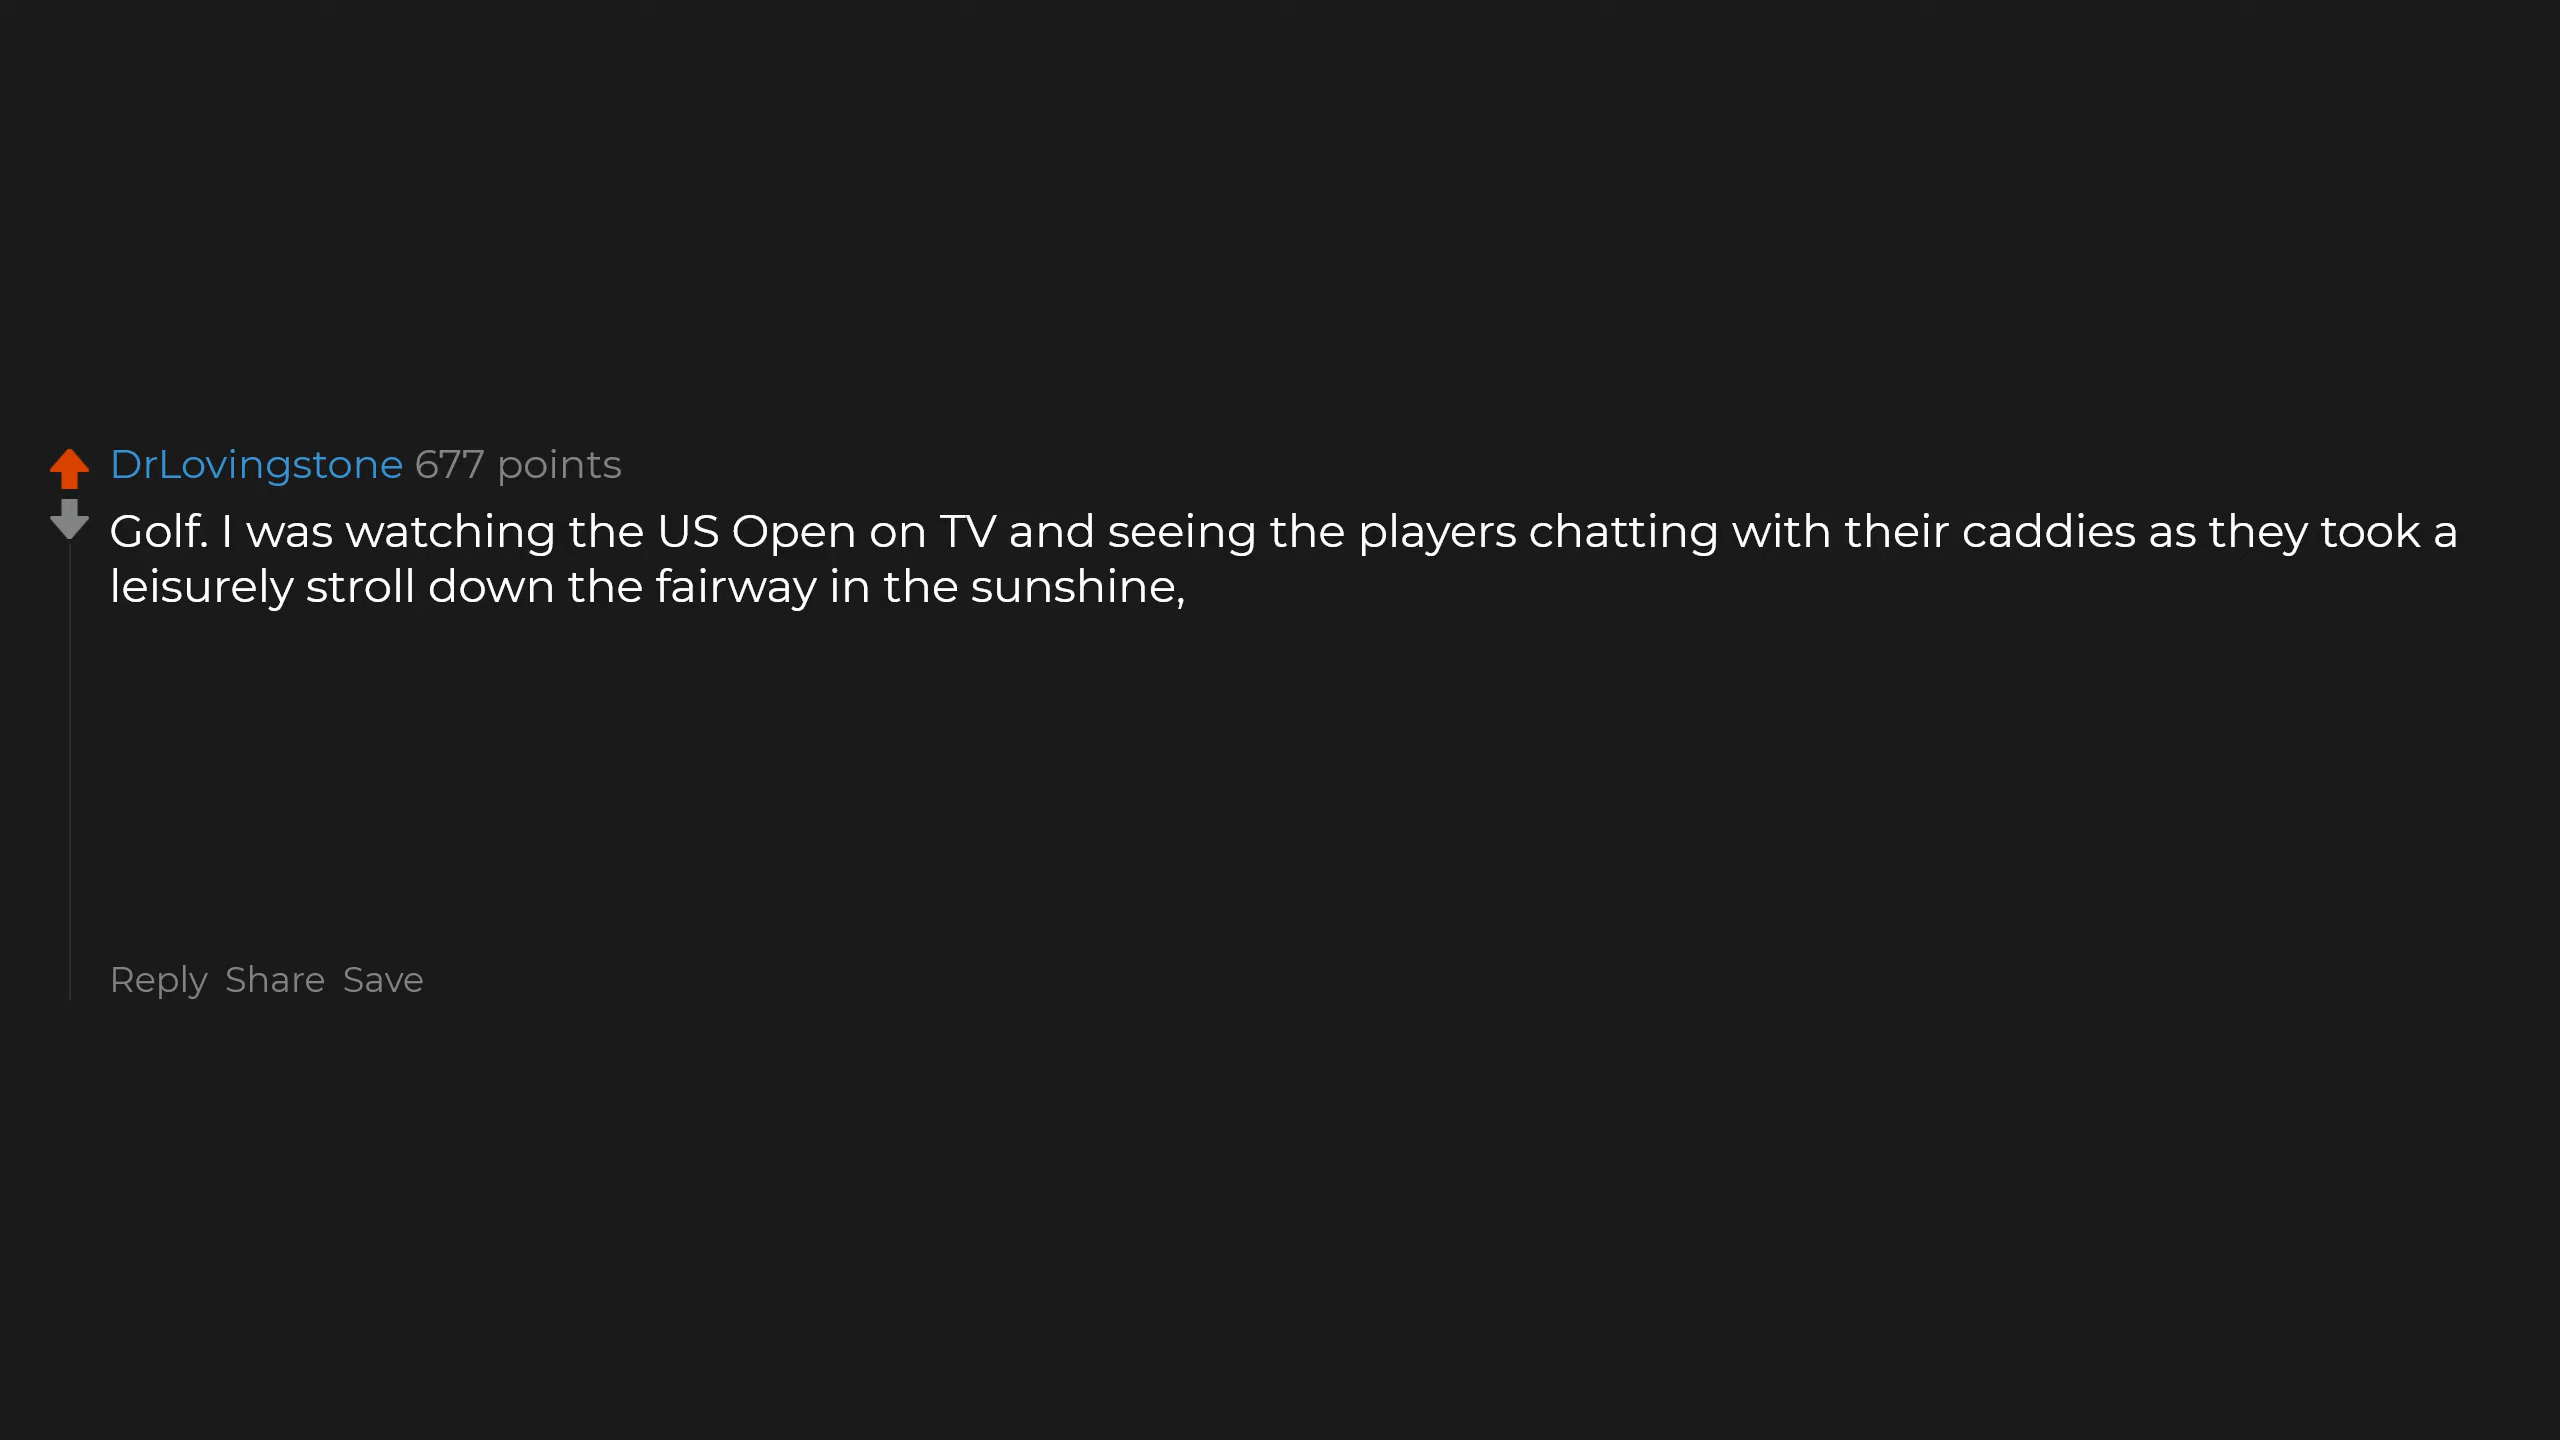 DrLovingstone 677 points
Golf. I was watching the US Open on TV and seeing the players chatting with their caddies as they took a
leisurely stroll down the fairway in the sunshine,
Reply Share Save